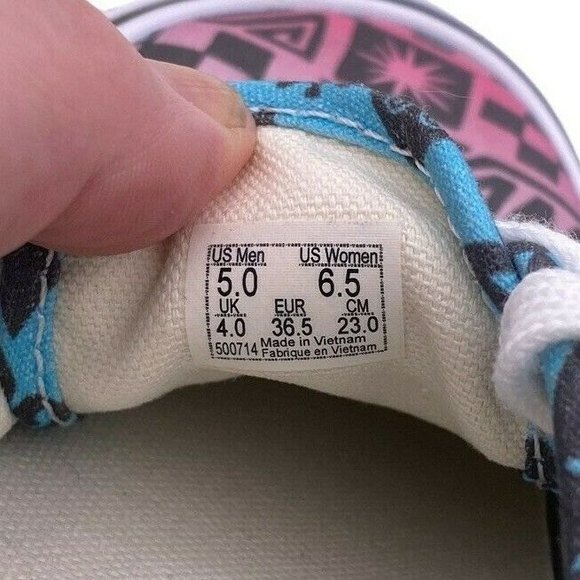 US Men US Women
5.0 6.5
UK EUR CM
4.0 36.5 23.0
500714 Made in Vietnam
Fabrique en Vietnam